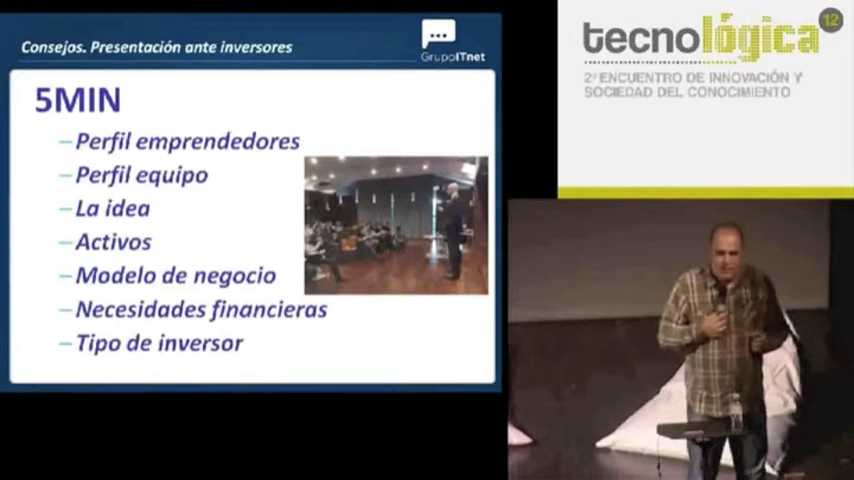 Consejos. Presentación ante inversores
GrupoITnet
5MIN
–Perfil emprendedores
–Perfil equipo
–La idea
–Activos
–Modelo de negocio
–Necesidades financieras
–Tipo de inversor
tecnológica 12
2º ENCUENTRO DE INNOVACIÓN Y
SOCIEDAD DEL CONOCIMIENTO